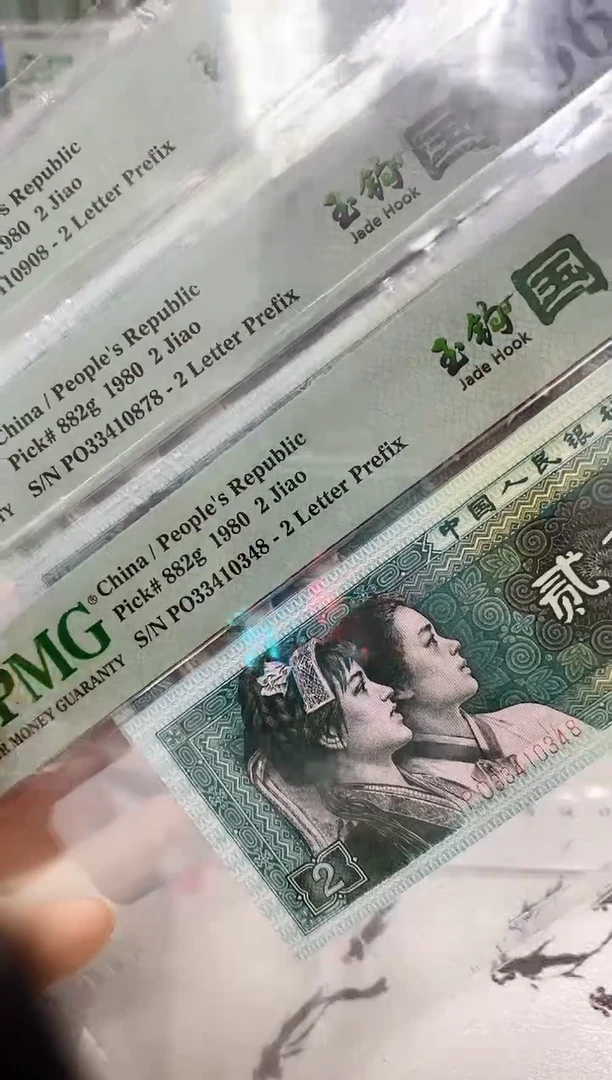 s Republic
1980 2 Jiao
10908 - 2 Letter Prefix
玉钩 国
Jade Hook
China / People's Republic
Pick# 882g 1980 2 Jiao
S/N PO33410878 - 2 Letter Prefix
TY
玉钩 国
Jade Hook
China / People's Republic
Pick# 882g 1980 2 Jiao
S/N PO33410348 - 2 Letter Prefix
PMG®
R MONEY GUARANTY
中国人民银
贰
PO33410348
2